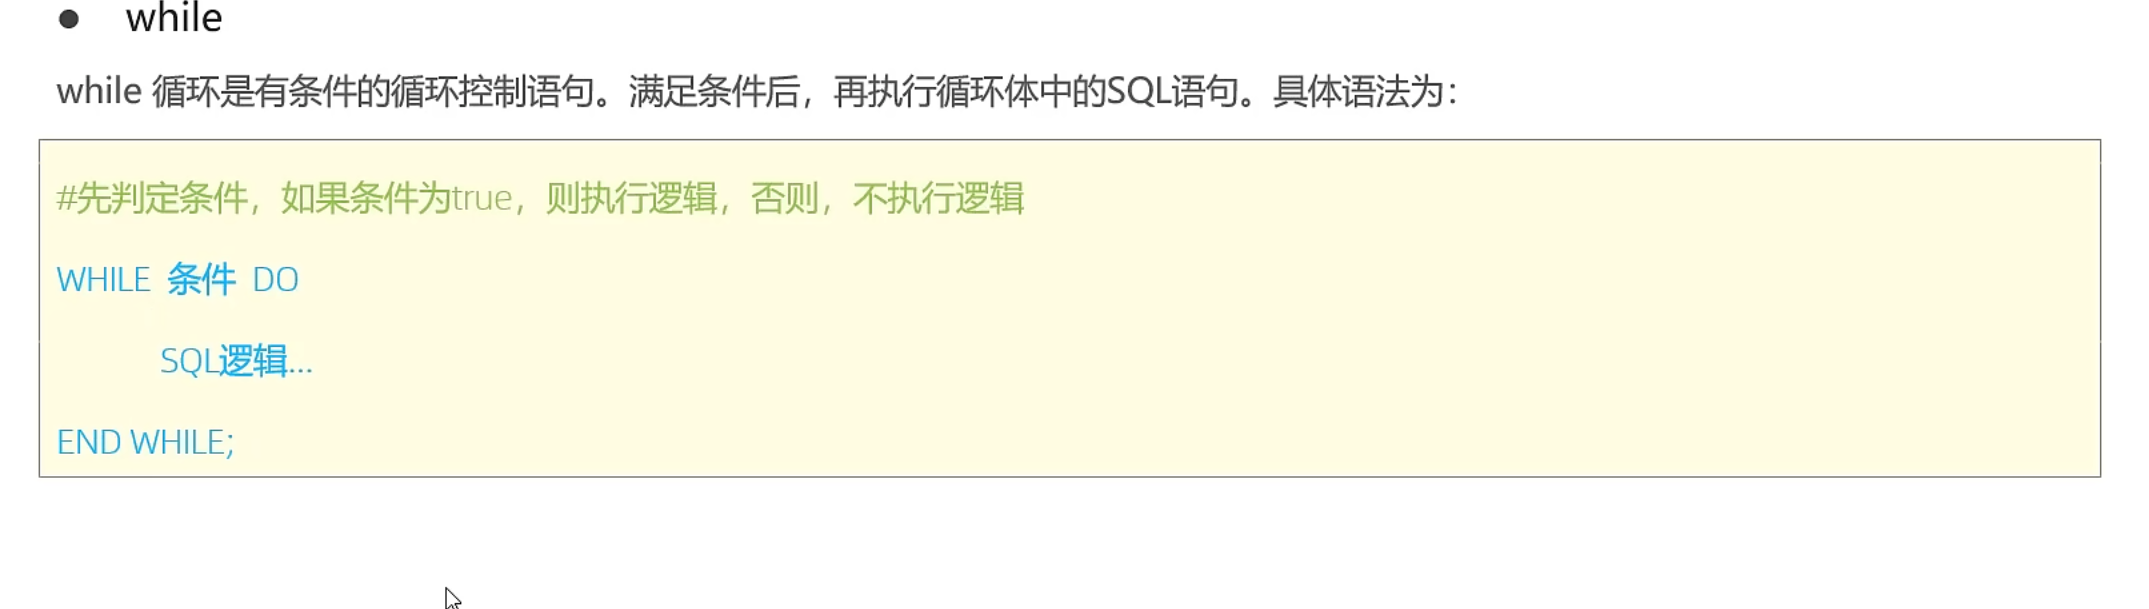 ● while
while 循环是有条件的循环控制语句。满足条件后，再执行循环体中的SQL语句。具体语法为：
#先判定条件，如果条件为true，则执行逻辑，否则，不执行逻辑
WHILE 条件 DO
SQL逻辑...
END WHILE;